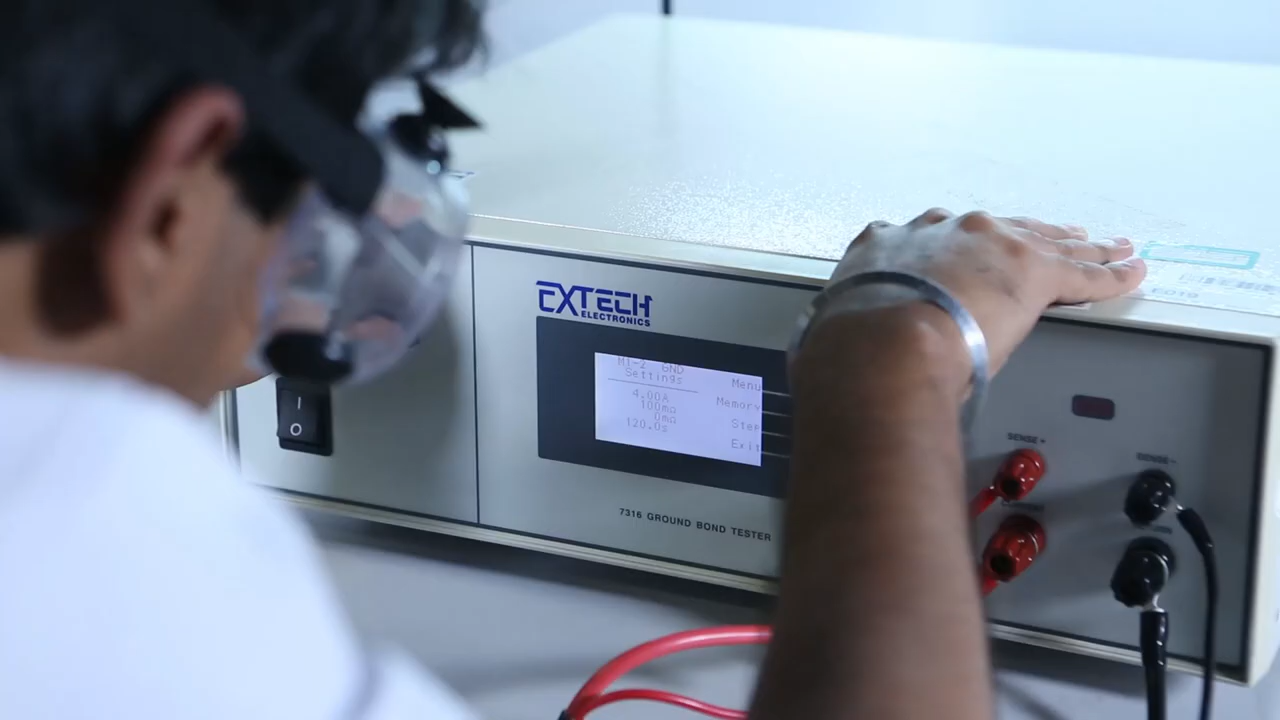 EXTECH
ELECTRONICS
M1-2 GND
Settings
4.00A
100mΩ
0mΩ
120.0s
Menu
Memory
Step
Exit
I
O
7316 GROUND BOND TESTER
SENSE +
SENSE -